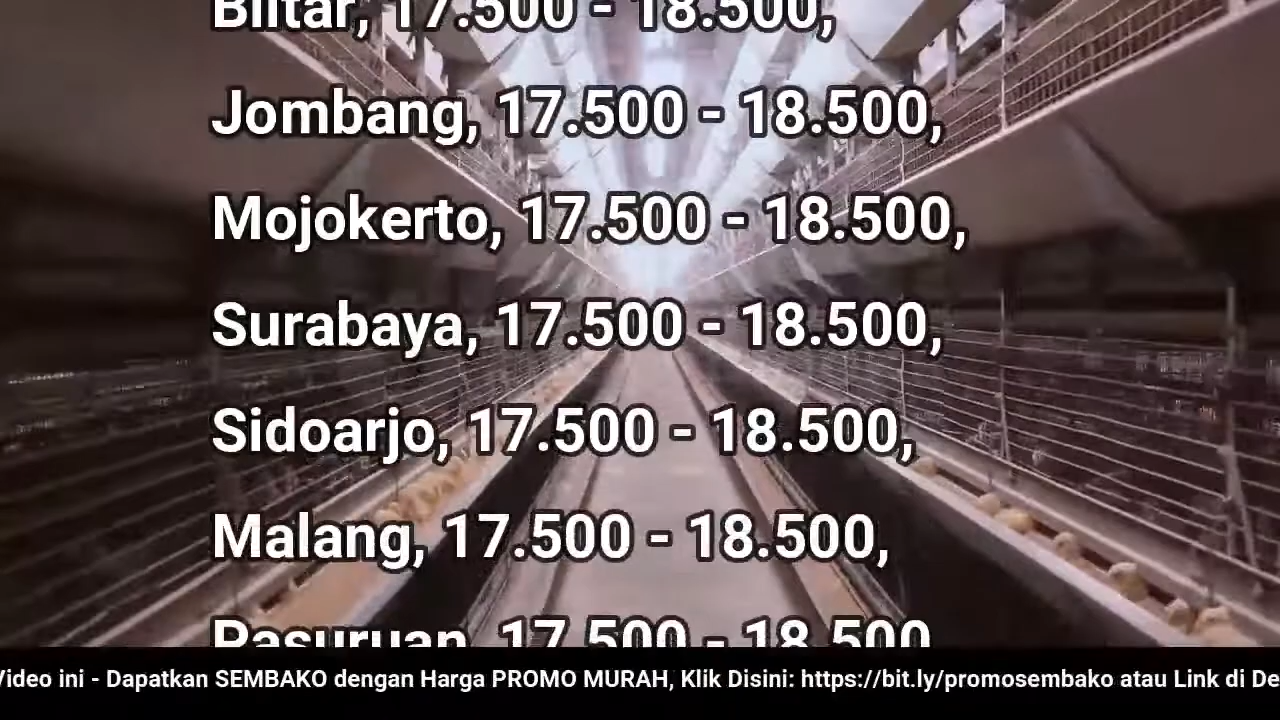 Blitar, 17.500 - 18.500,
Jombang, 17.500 - 18.500,
Mojokerto, 17.500 - 18.500,
Surabaya, 17.500 - 18.500,
Sidoarjo, 17.500 - 18.500,
Malang, 17.500 - 18.500,
Pasuruan, 17.500 - 18.500
Video ini - Dapatkan SEMBAKO dengan Harga PROMO MURAH, Klik Disini: https://bit.ly/promosembako atau Link di De